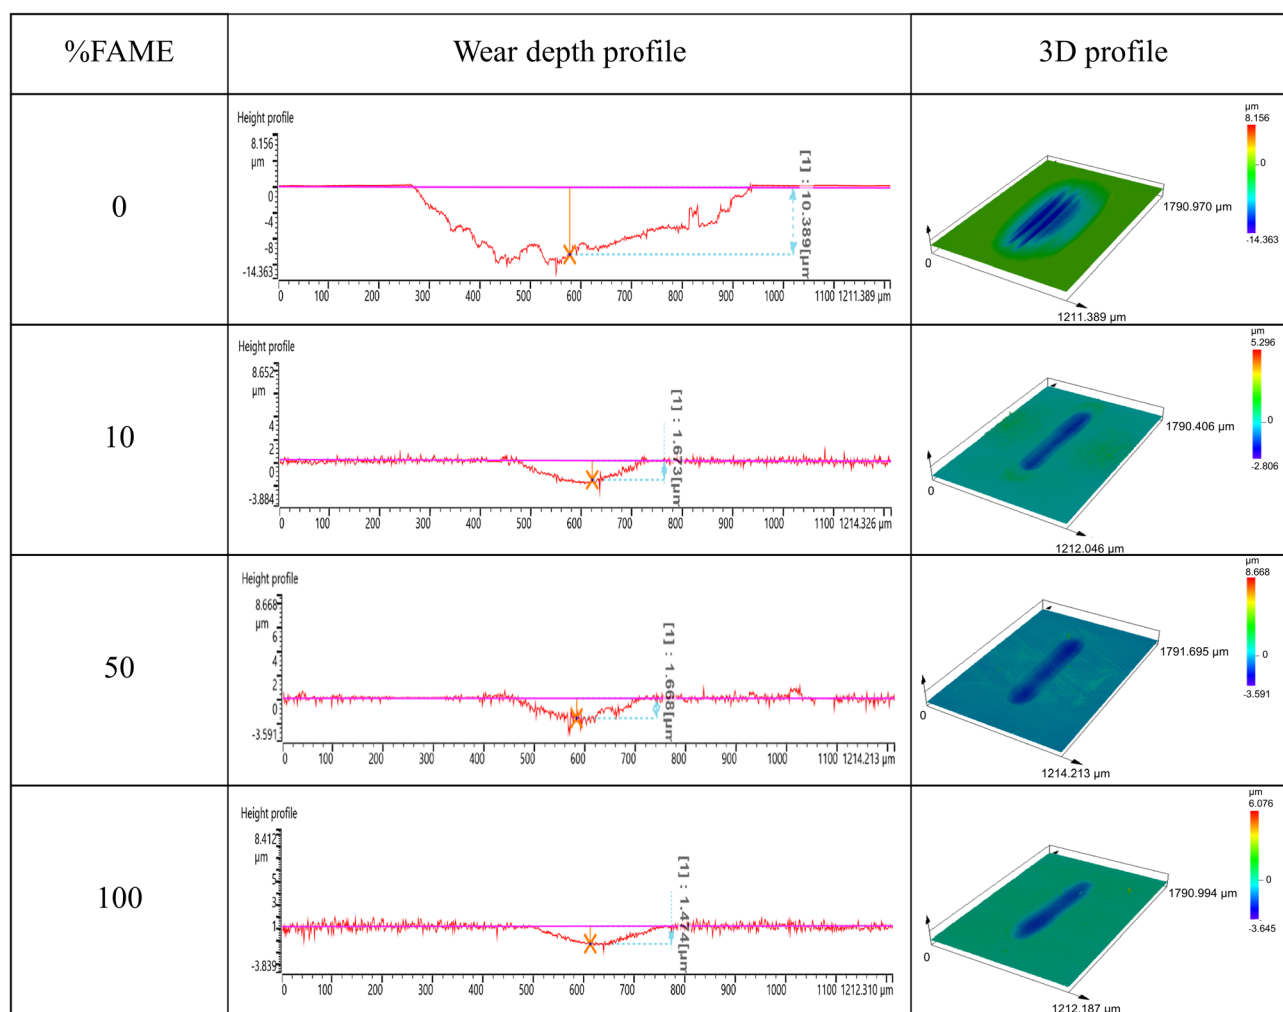 %FAME Wear depth profile 3D profile
0
Height profile
8.156
μm
0
-4
-8
-14.363
[1] : 10.389[μm
0 100 200 300 400 500 600 700 800 900 1000 1100 1211.389 μm
μm
8.156
0
-14.363
1790.970 μm
0
1211.389 μm
10
Height profile
8.652
μm
4
2
0
-3.884
[1] : 1.673[μm
0 100 200 300 400 500 600 700 800 900 1000 1100 1214.326 μm
μm
5.296
0
-2.806
1790.406 μm
0
1212.046 μm
50
Height profile
8.668
μm
6
4
2
0
-3.591
[1] : 1.668[μm
0 100 200 300 400 500 600 700 800 900 1000 1100 1214.213 μm
μm
8.668
0
-3.591
1791.695 μm
0
1214.213 μm
100
Height profile
8.412
μm
5
3
1
-3.839
[1] : 1.474[μm
0 100 200 300 400 500 600 700 800 900 1000 1100 1212.310 μm
μm
6.076
0
-3.645
1790.994 μm
0
1212.187 μm